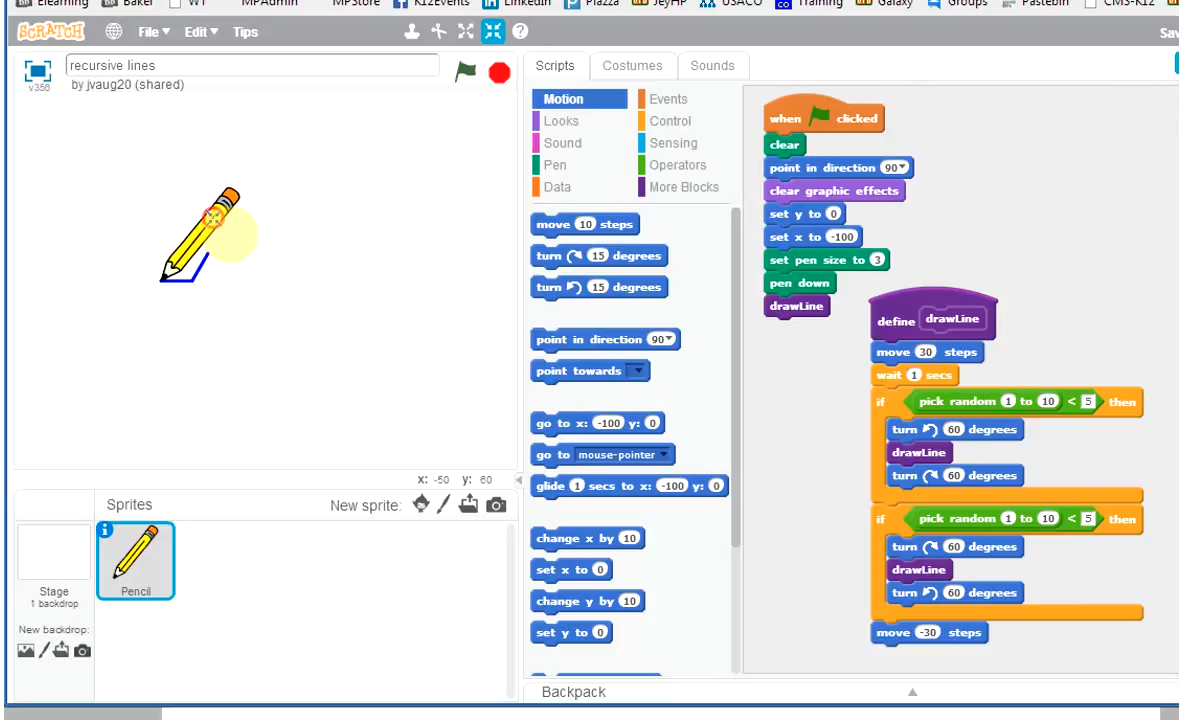 Elearning Baker WT MPAdmin MPStore K12Events LinkedIn Piazza JeyHP USACO Training Galaxy Groups Pastebin CMS-K12
SCRATCH File Edit Tips
v356
recursive lines
by jvaug20 (shared)
Scripts Costumes Sounds
Motion Events
Looks Control
Sound Sensing
Pen Operators
Data More Blocks
move 10 steps
turn 15 degrees
turn 15 degrees
point in direction 90
point towards
go to x: -100 y: 0
go to mouse-pointer
glide 1 secs to x: -100 y: 0
change x by 10
set x to 0
change y by 10
set y to 0
when clicked
clear
point in direction 90
clear graphic effects
set y to 0
set x to -100
set pen size to 3
pen down
drawLine
define drawLine
move 30 steps
wait 1 secs
if pick random 1 to 10 < 5 then
turn 60 degrees
drawLine
turn 60 degrees
if pick random 1 to 10 < 5 then
turn 60 degrees
drawLine
turn 60 degrees
move -30 steps
x: -50 y: 60
Sprites New sprite:
Stage
1 backdrop
New backdrop:
Pencil
Backpack